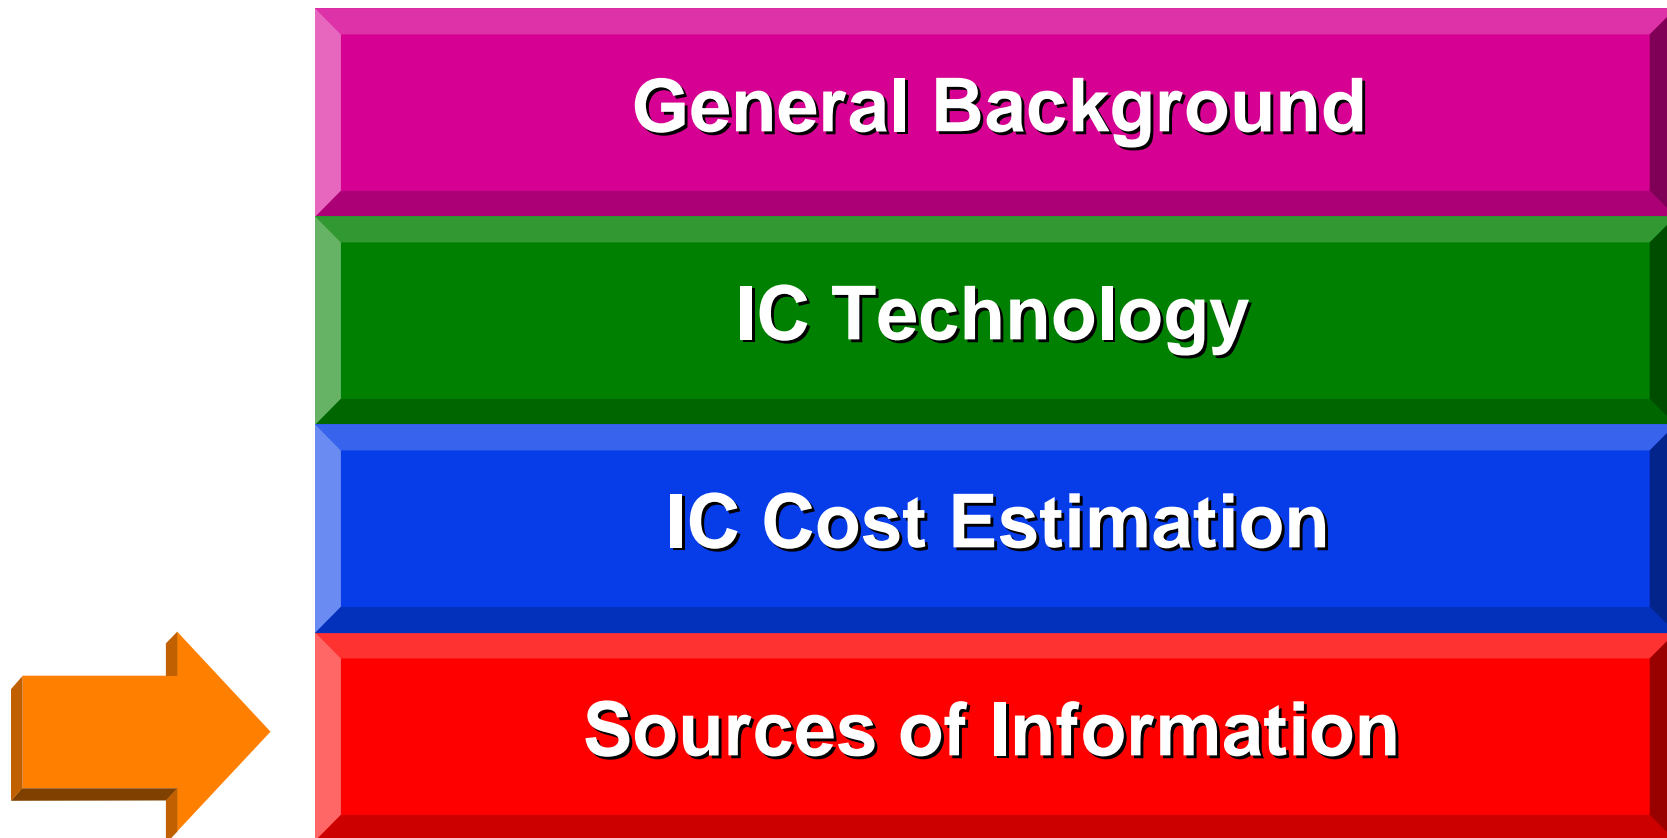 General Background
IC Technology
IC Cost Estimation
Sources of Information